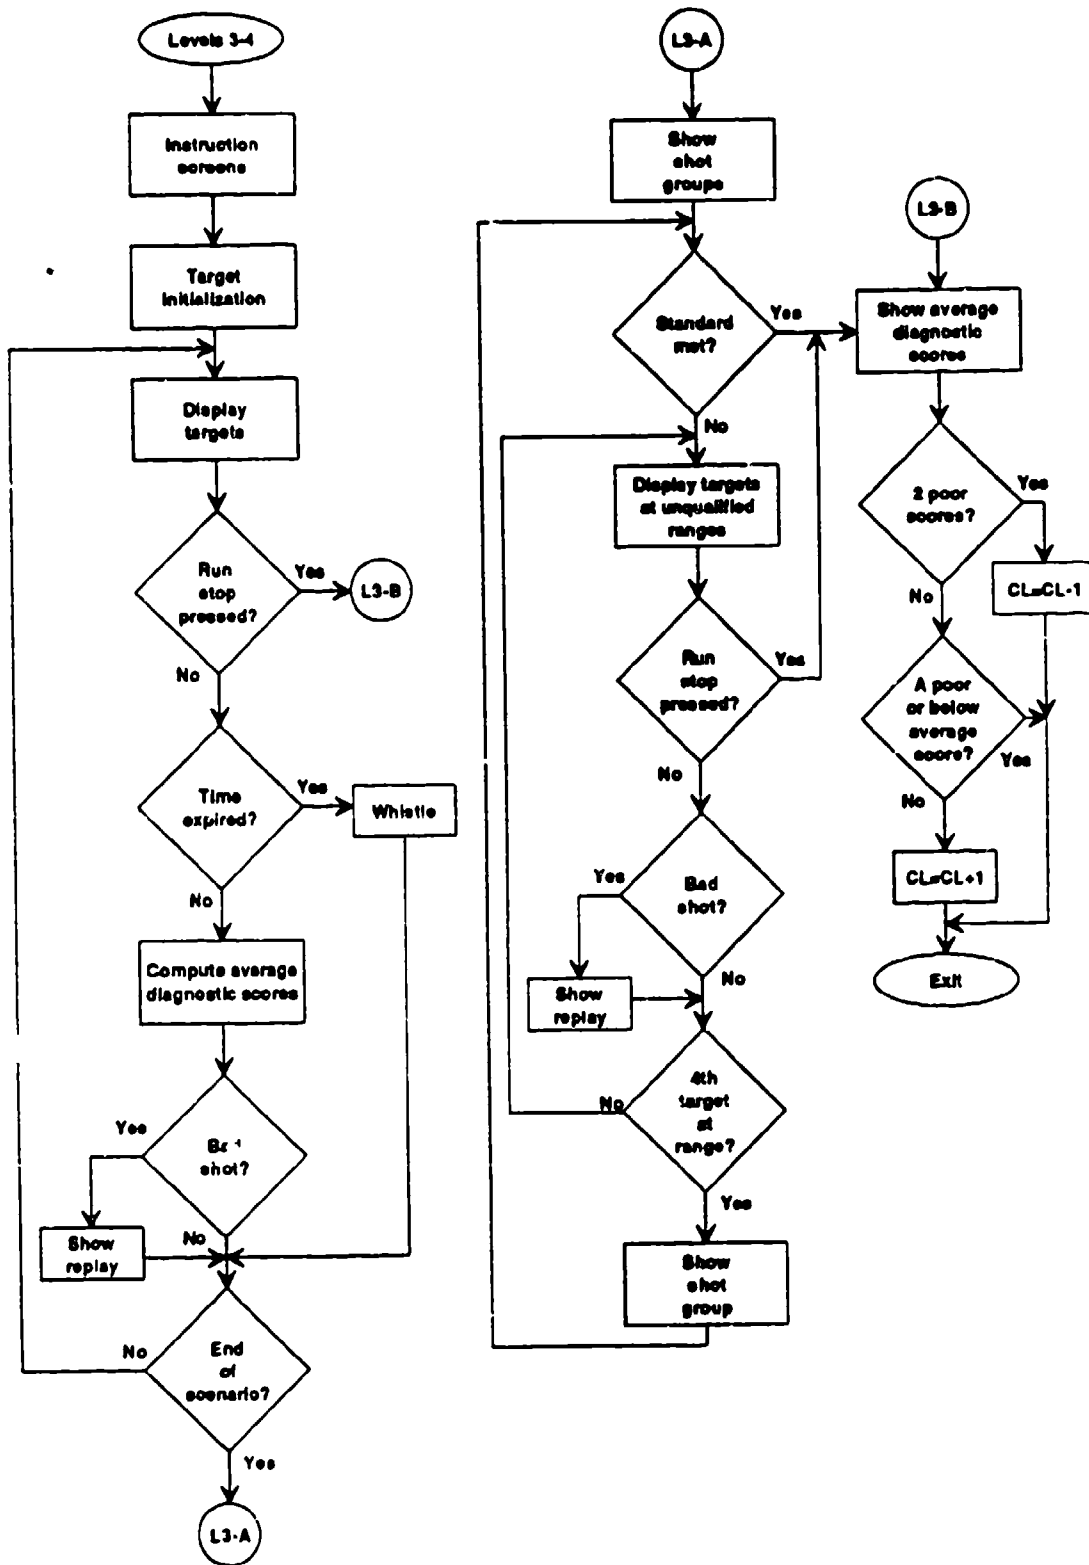 Levels 3-4
Instruction
screens
Target
initialization
Display
targets
Run
stop
pressed?
Yes
L3-B
No
Time
expired?
Yes
Whistle
No
Compute average
diagnostic scores
Yes
shot?
No
Show
replay
No
End
of
scenario?
Yes
L3-A
L3-A
Show
shot
groups
Standard
met?
Yes
No
Display targets
at unqualified
ranges
Run
stop
pressed?
Yes
No
Bad
shot?
Yes
No
Show
replay
4th
target
at
range?
No
Yes
Show
shot
group
L3-B
Show average
diagnostic
scores
2 poor
scores?
Yes
CL=CL-1
No
A poor
or below
average
score?
Yes
No
CL=CL+1
Exit